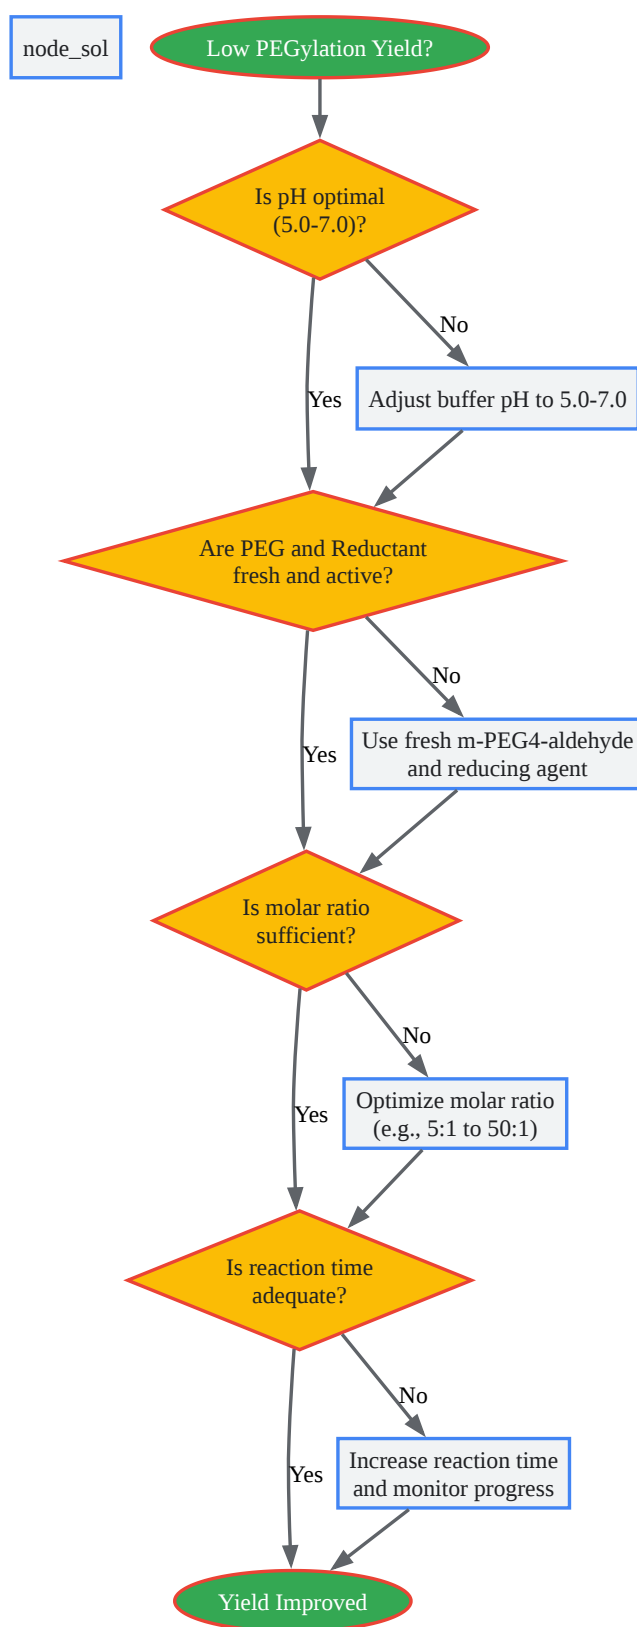 node_sol
Low PEGylation Yield?
Is pH optimal
(5.0-7.0)?
No
Yes
Adjust buffer pH to 5.0-7.0
Are PEG and Reductant
fresh and active?
No
Use fresh m-PEG4-aldehyde
and reducing agent
Yes
Is molar ratio
sufficient?
No
Optimize molar ratio
(e.g., 5:1 to 50:1)
Yes
Is reaction time
adequate?
No
Increase reaction time
and monitor progress
Yes
Yield Improved